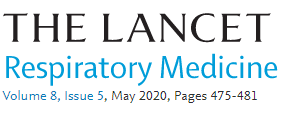 THE LANCET
Respiratory Medicine
Volume 8, Issue 5, May 2020, Pages 475-481